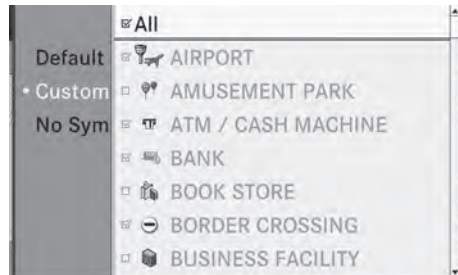 All
Default
• Custom
No Sym
AIRPORT
AMUSEMENT PARK
ATM / CASH MACHINE
BANK
BOOK STORE
BORDER CROSSING
BUSINESS FACILITY